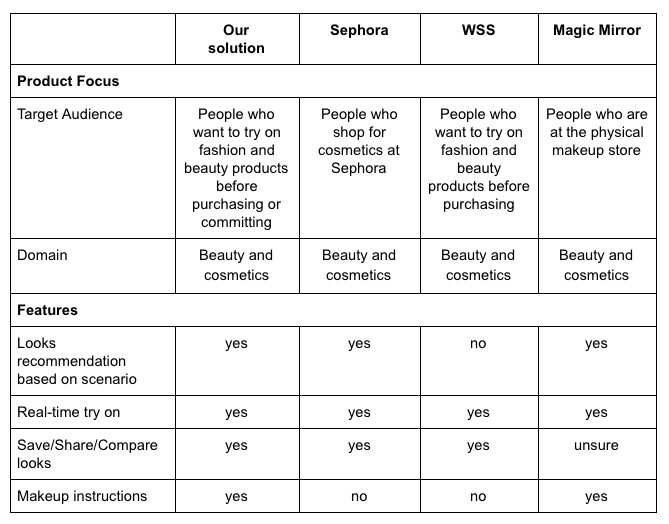 Our
solution
Sephora
WSS
Magic Mirror
Product Focus
Target Audience
People who
want to try on
fashion and
beauty products
before
purchasing or
committing
People who
shop for
cosmetics at
Sephora
People who
want to try on
fashion and
beauty
products before
purchasing
People who are
at the physical
makeup store
Domain
Beauty and
cosmetics
Beauty and
cosmetics
Beauty and
cosmetics
Beauty and
cosmetics
Features
Looks
recommendation
based on scenario
yes
yes
no
yes
Real-time try on
yes
yes
yes
yes
Save/Share/Compare
looks
yes
yes
yes
unsure
Makeup instructions
yes
no
no
yes